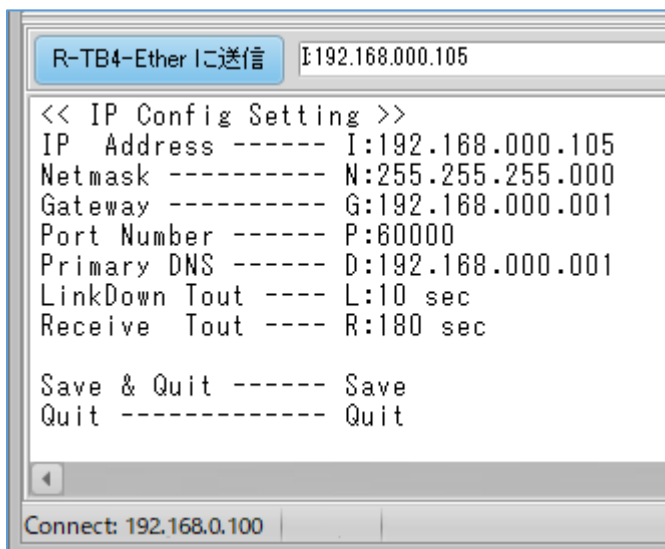 R-TB4-Ether に送信 I:192.168.000.105
<< IP Config Setting >>
IP  Address ------ I:192.168.000.105
Netmask ---------- N:255.255.255.000
Gateway ---------- G:192.168.000.001
Port Number ------ P:60000
Primary DNS ------ D:192.168.000.001
LinkDown Tout ---- L:10 sec
Receive  Tout ---- R:180 sec
Save & Quit ------ Save
Quit ------------- Quit
Connect: 192.168.0.100